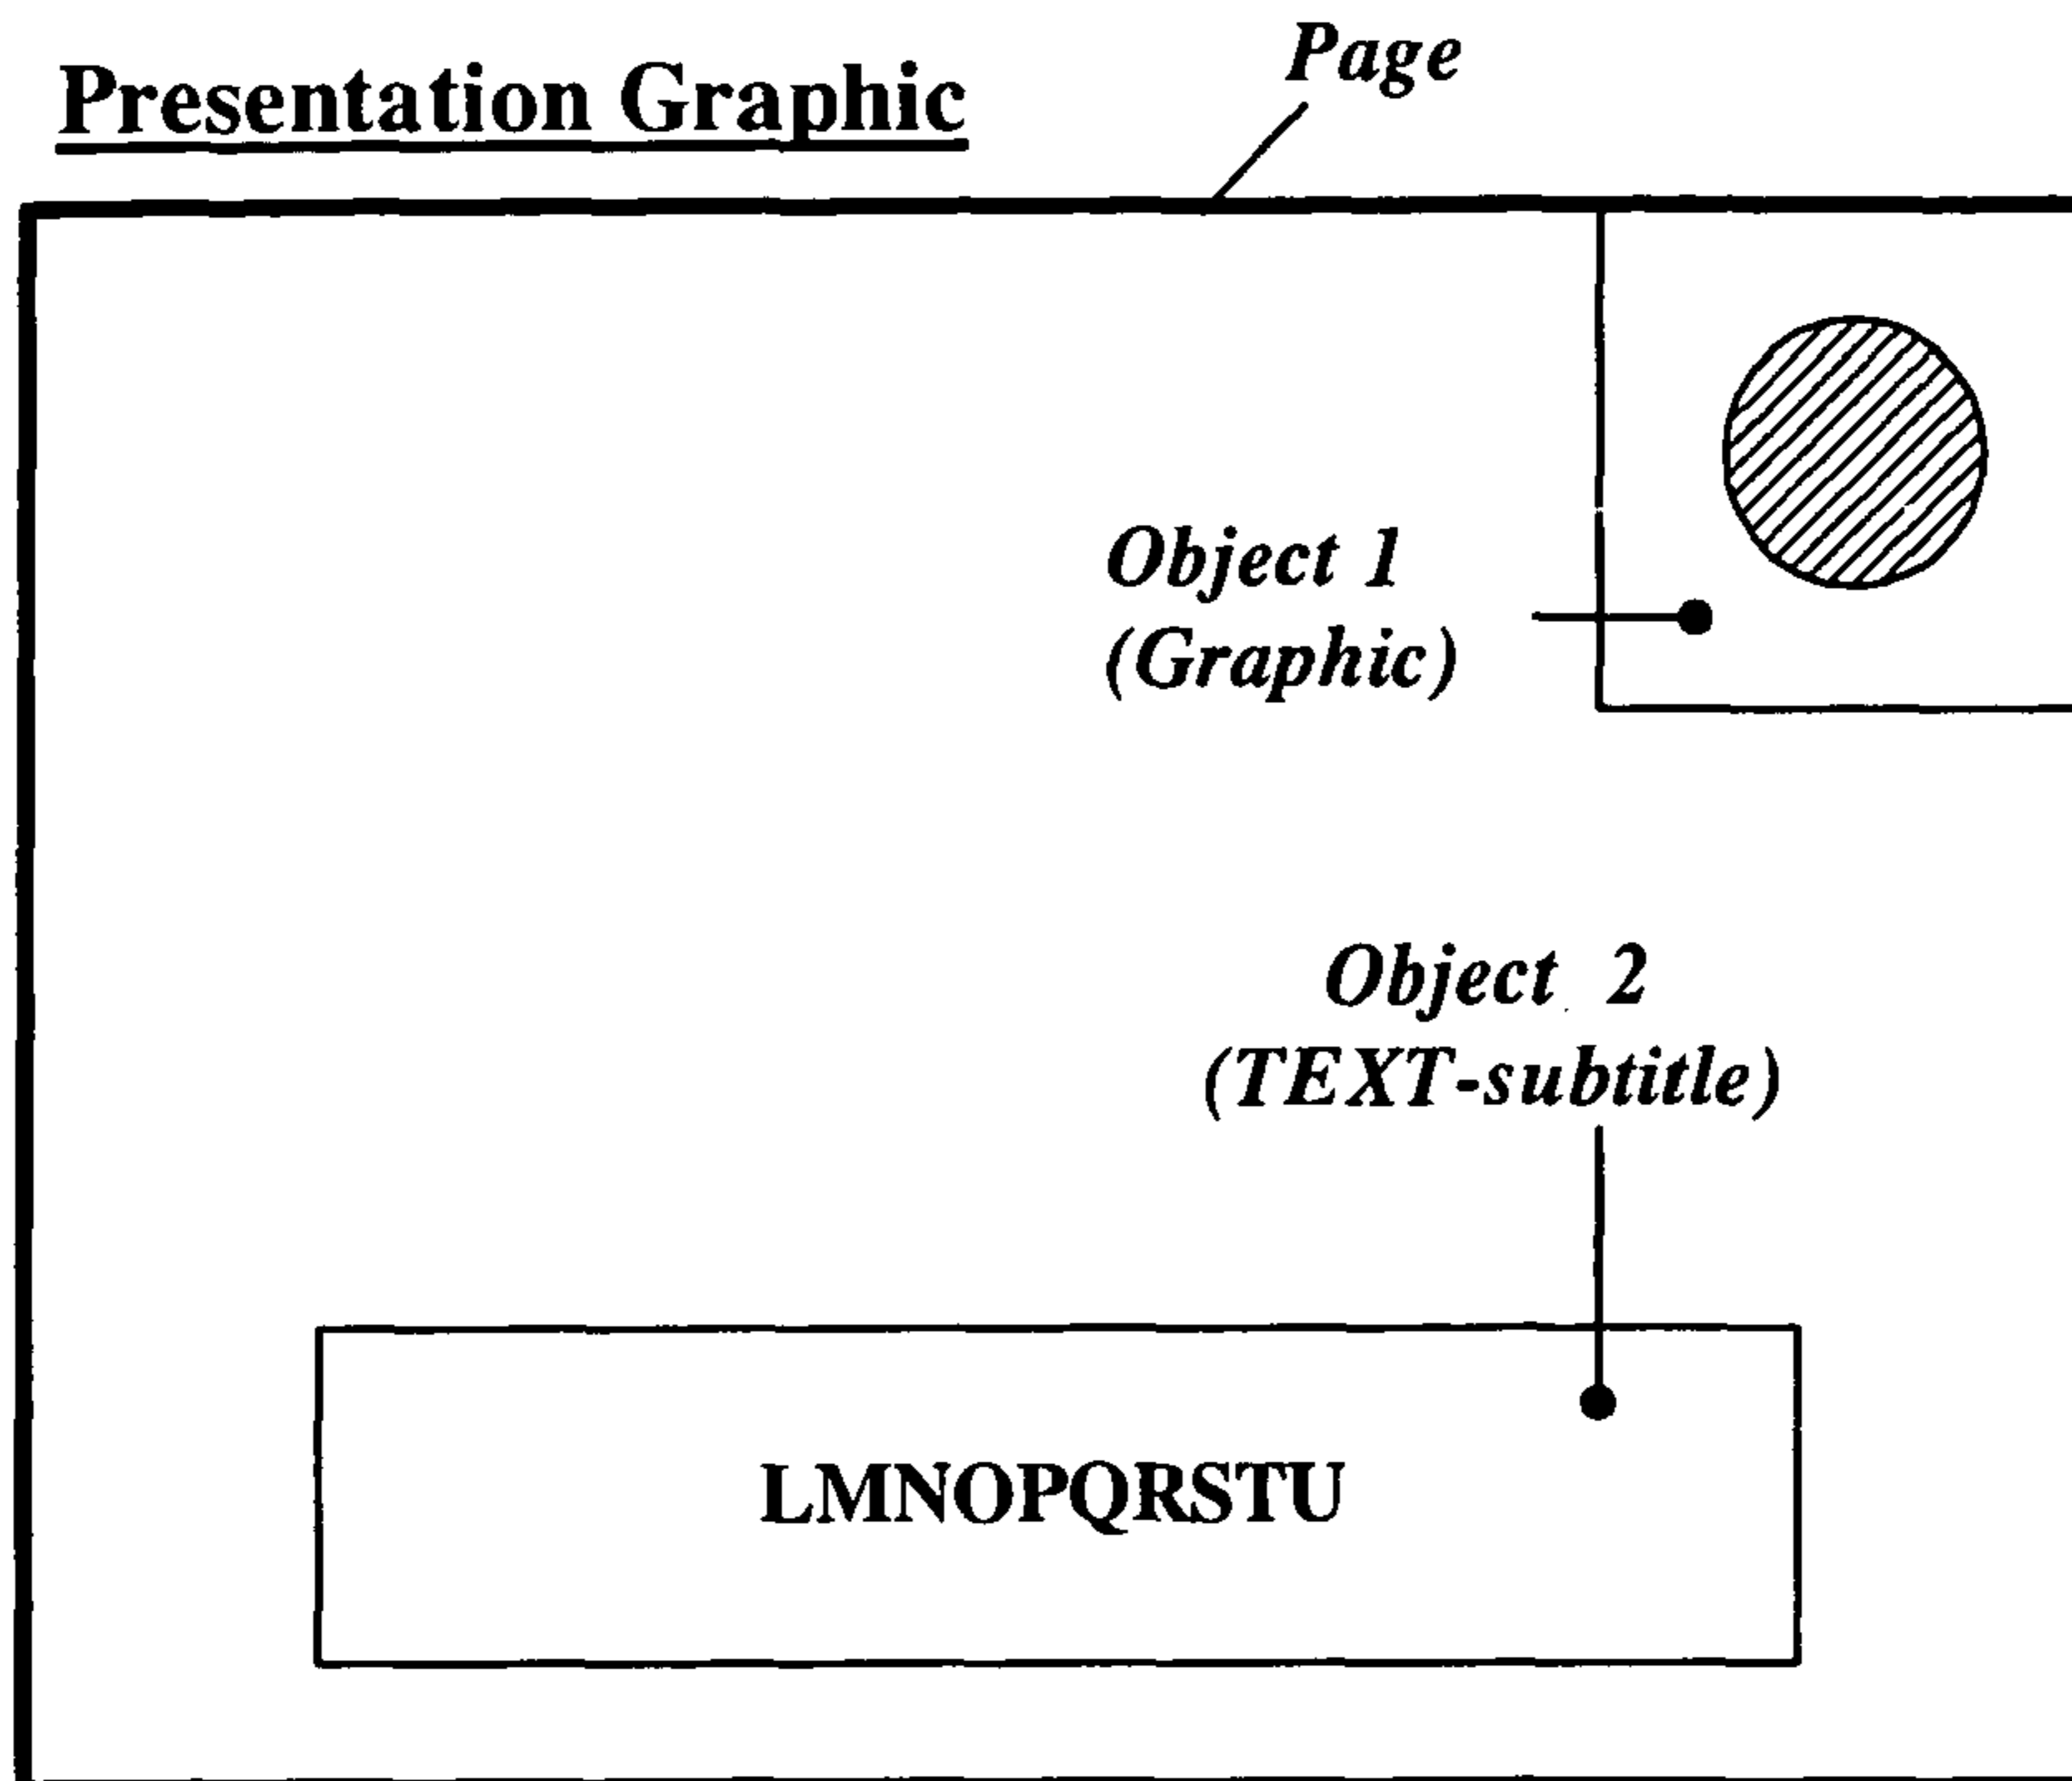 Presentation Graphic
Page
Object 1
(Graphic)
Object 2
(TEXT-subtitle)
LMNOPQRSTU